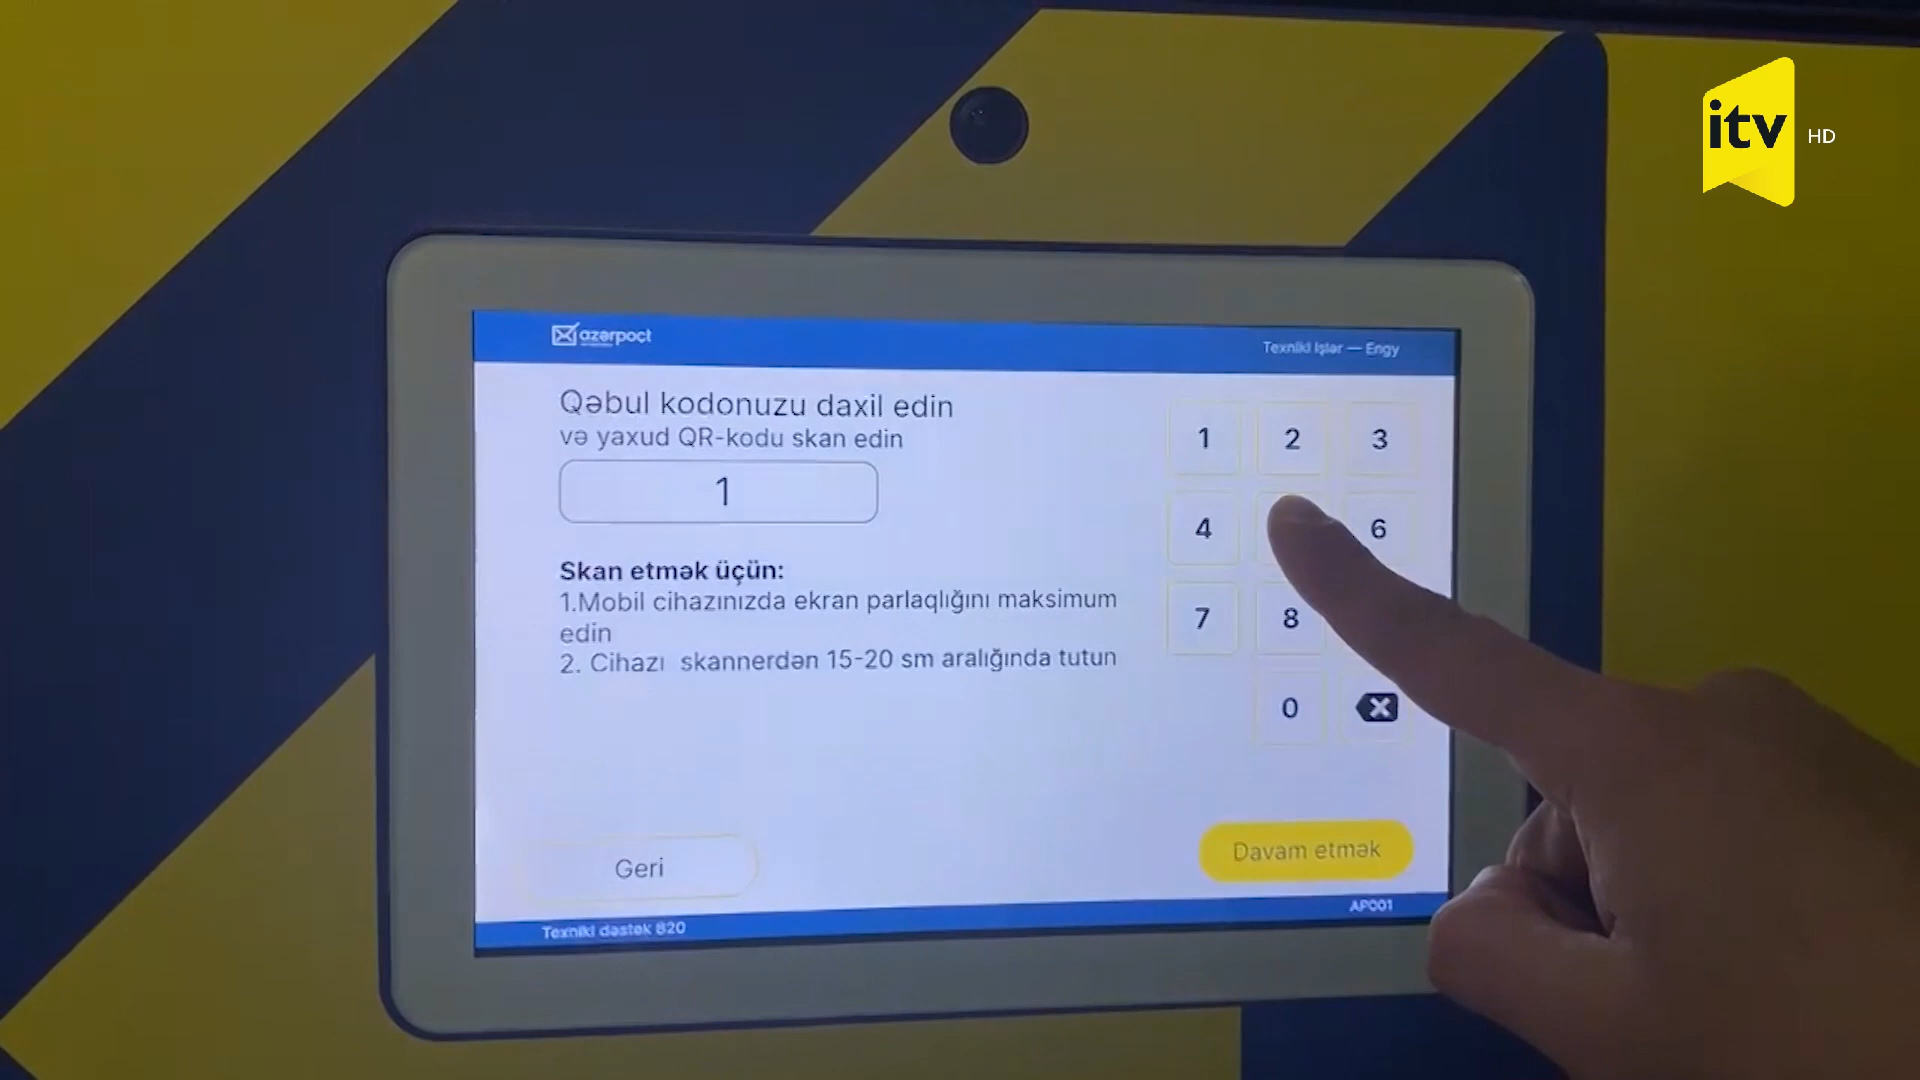 itv HD
azərpoçt
Texniki işlər — Engy
Qəbul kodonuzu daxil edin
və yaxud QR-kodu skan edin
1
Skan etmək üçün:
1.Mobil cihazınızda ekran parlaqlığını maksimum
edin
2. Cihazı skannerdən 15-20 sm aralığında tutun
1 2 3
4 6
7 8
0
Geri
Davam etmək
Texniki dəstək 820
AP001